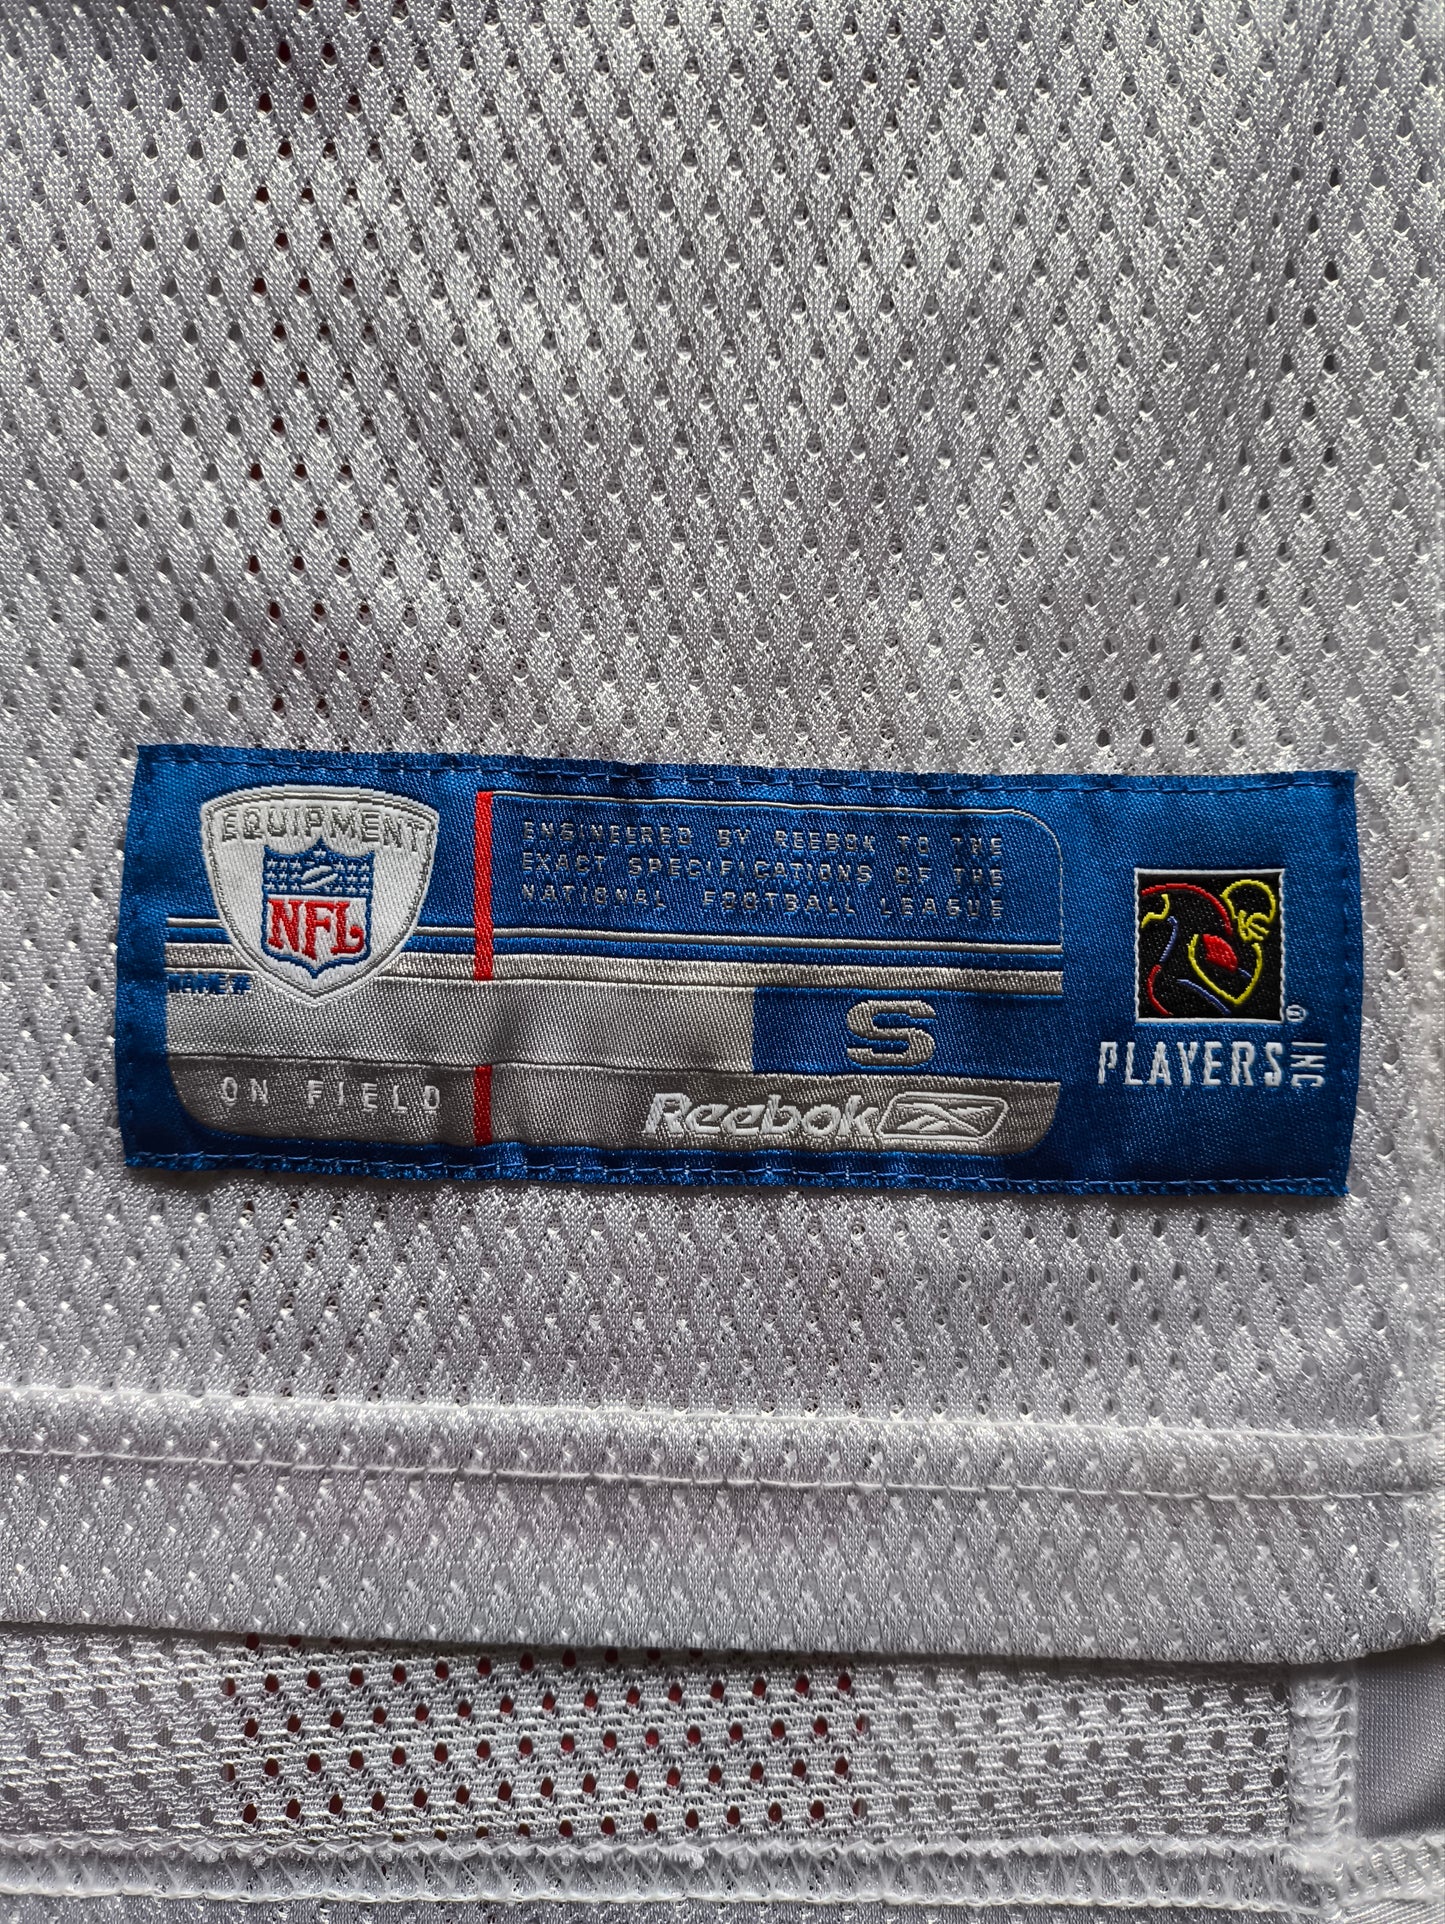 EQUIPMENT
NFL
ENGINEERED BY REEBOK TO THE
EXACT SPECIFICATIONS OF THE
NATIONAL FOOTBALL LEAGUE
NAME #
S
ON FIELD
Reebok
PLAYERS INC